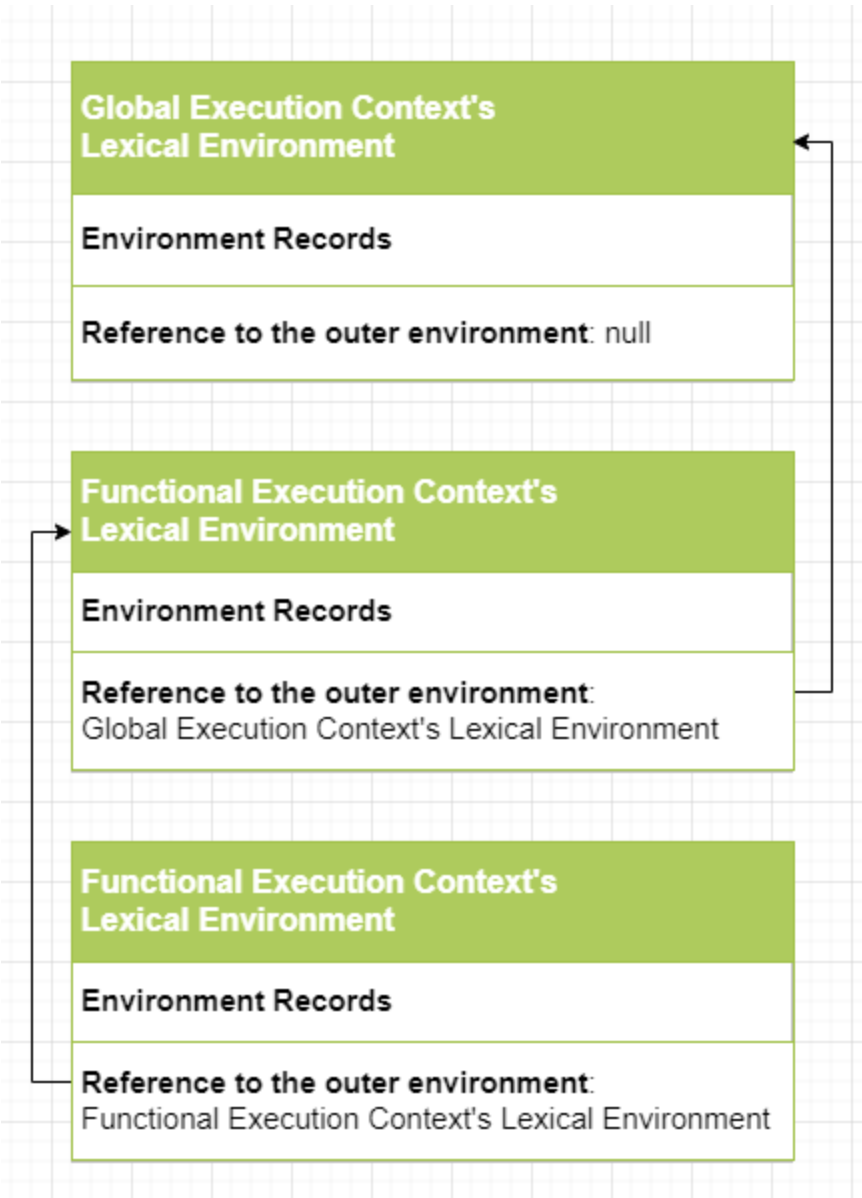 Global Execution Context's
Lexical Environment
Environment Records
Reference to the outer environment: null
Functional Execution Context's
Lexical Environment
Environment Records
Reference to the outer environment:
Global Execution Context's Lexical Environment
Functional Execution Context's
Lexical Environment
Environment Records
Reference to the outer environment:
Functional Execution Context's Lexical Environment